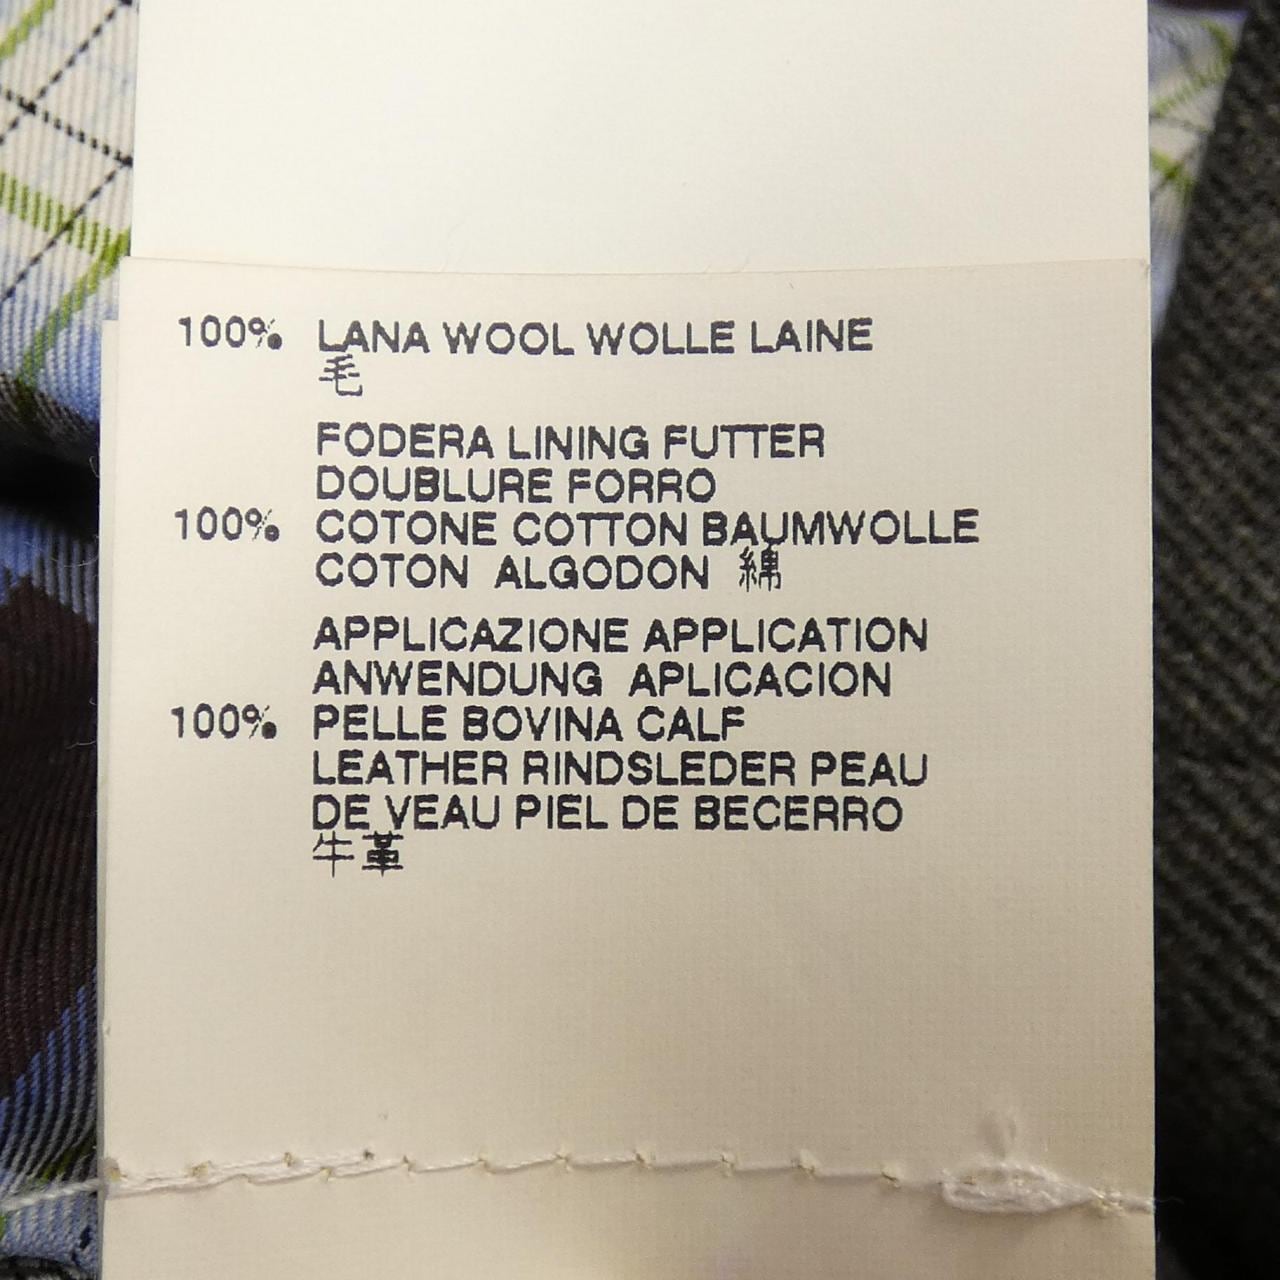 100% LANA WOOL WOLLE LAINE
毛
FODERA LINING FUTTER
DOUBLURE FORRO
100% COTONE COTTON BAUMWOLLE
COTON ALGODON 綿
APPLICAZIONE APPLICATION
ANWENDUNG APLICACION
100% PELLE BOVINA CALF
LEATHER RINDSLEDER PEAU
DE VEAU PIEL DE BECERRO
牛革